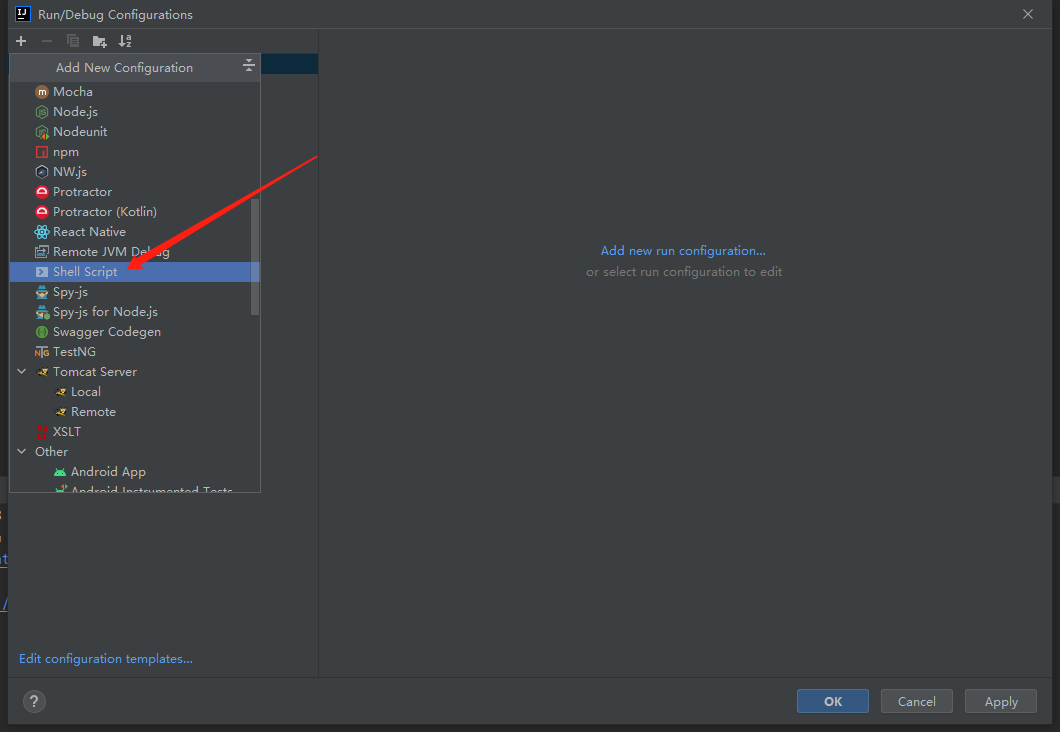 Run/Debug Configurations
Add New Configuration
Mocha
Node.js
Nodeunit
npm
NW.js
Protractor
Protractor (Kotlin)
React Native
Remote JVM Debug
Shell Script
Spy-js
Spy-js for Node.js
Swagger Codegen
TestNG
Tomcat Server
Local
Remote
XSLT
Other
Android App
Android Instrumented Tests
Add new run configuration...
or select run configuration to edit
Edit configuration templates...
?
OK
Cancel
Apply